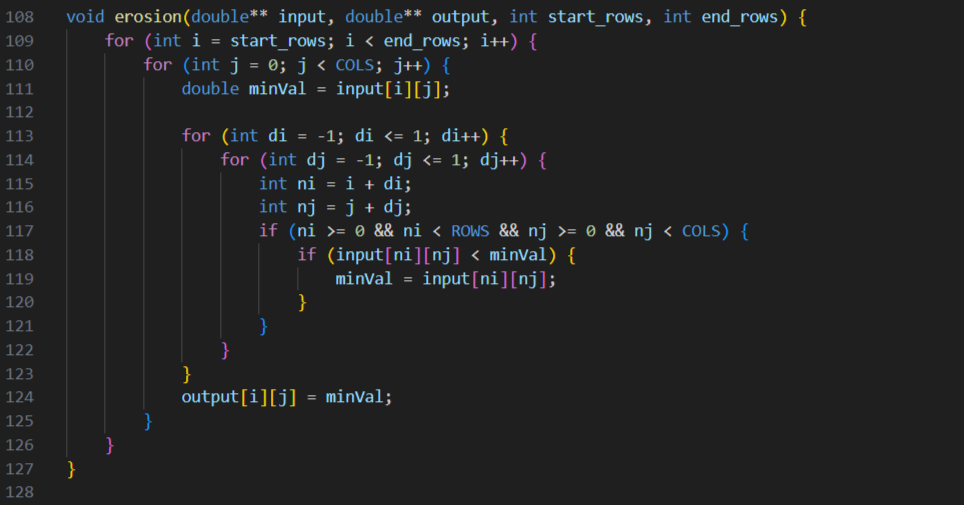 108 void erosion(double** input, double** output, int start_rows, int end_rows) {
109     for (int i = start_rows; i < end_rows; i++) {
110         for (int j = 0; j < COLS; j++) {
111             double minVal = input[i][j];
112
113             for (int di = -1; di <= 1; di++) {
114                 for (int dj = -1; dj <= 1; dj++) {
115                     int ni = i + di;
116                     int nj = j + dj;
117                     if (ni >= 0 && ni < ROWS && nj >= 0 && nj < COLS) {
118                         if (input[ni][nj] < minVal) {
119                             minVal = input[ni][nj];
120                         }
121                     }
122                 }
123             }
124             output[i][j] = minVal;
125         }
126     }
127 }
128